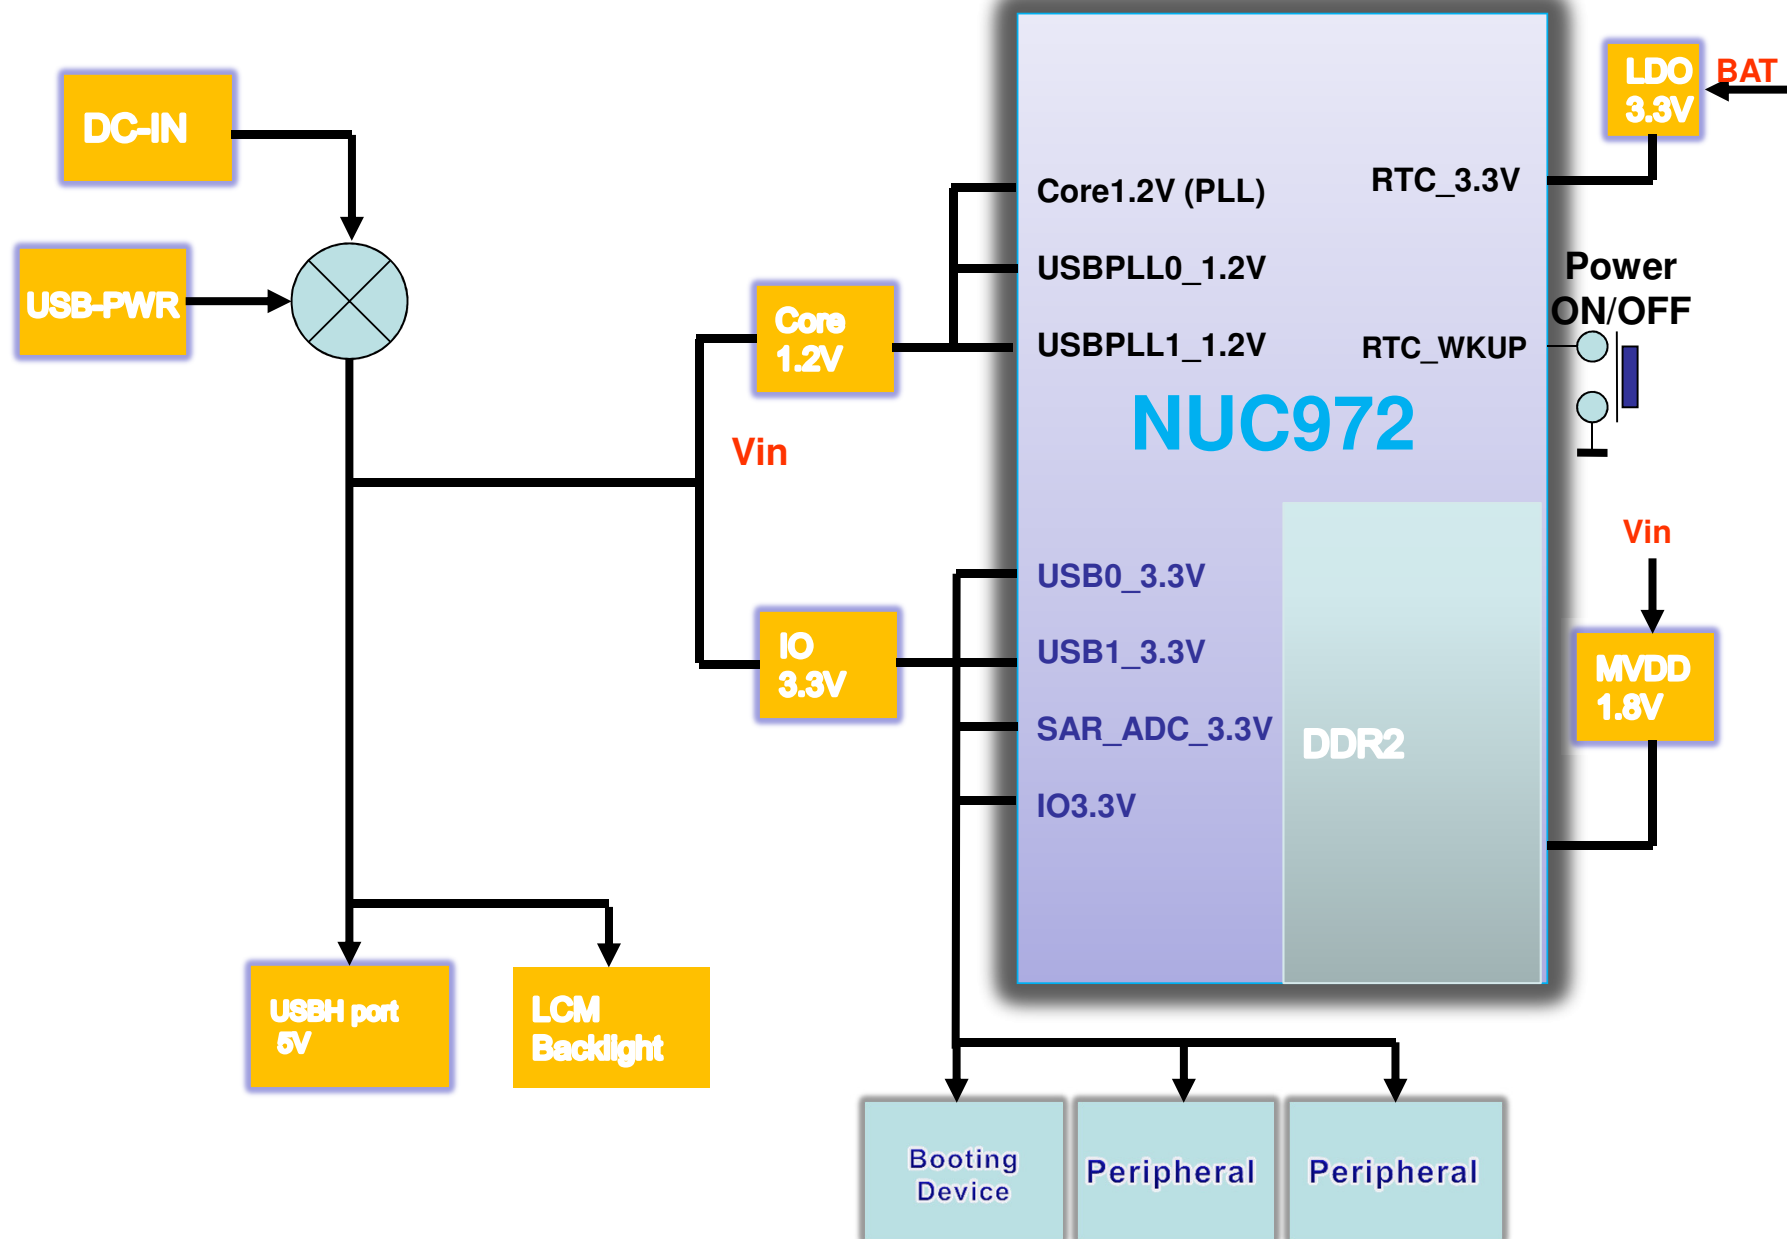 DC-IN
USB-PWR
Core
1.2V
Vin
IO
3.3V
USBH port
5V
LCM
Backlight
Core1.2V (PLL)
USBPLL0_1.2V
USBPLL1_1.2V
RTC_3.3V
RTC_WKUP
NUC972
USB0_3.3V
USB1_3.3V
SAR_ADC_3.3V
IO3.3V
DDR2
LDO
3.3V
BAT
Power
ON/OFF
Vin
MVDD
1.8V
Booting
Device
Peripheral
Peripheral